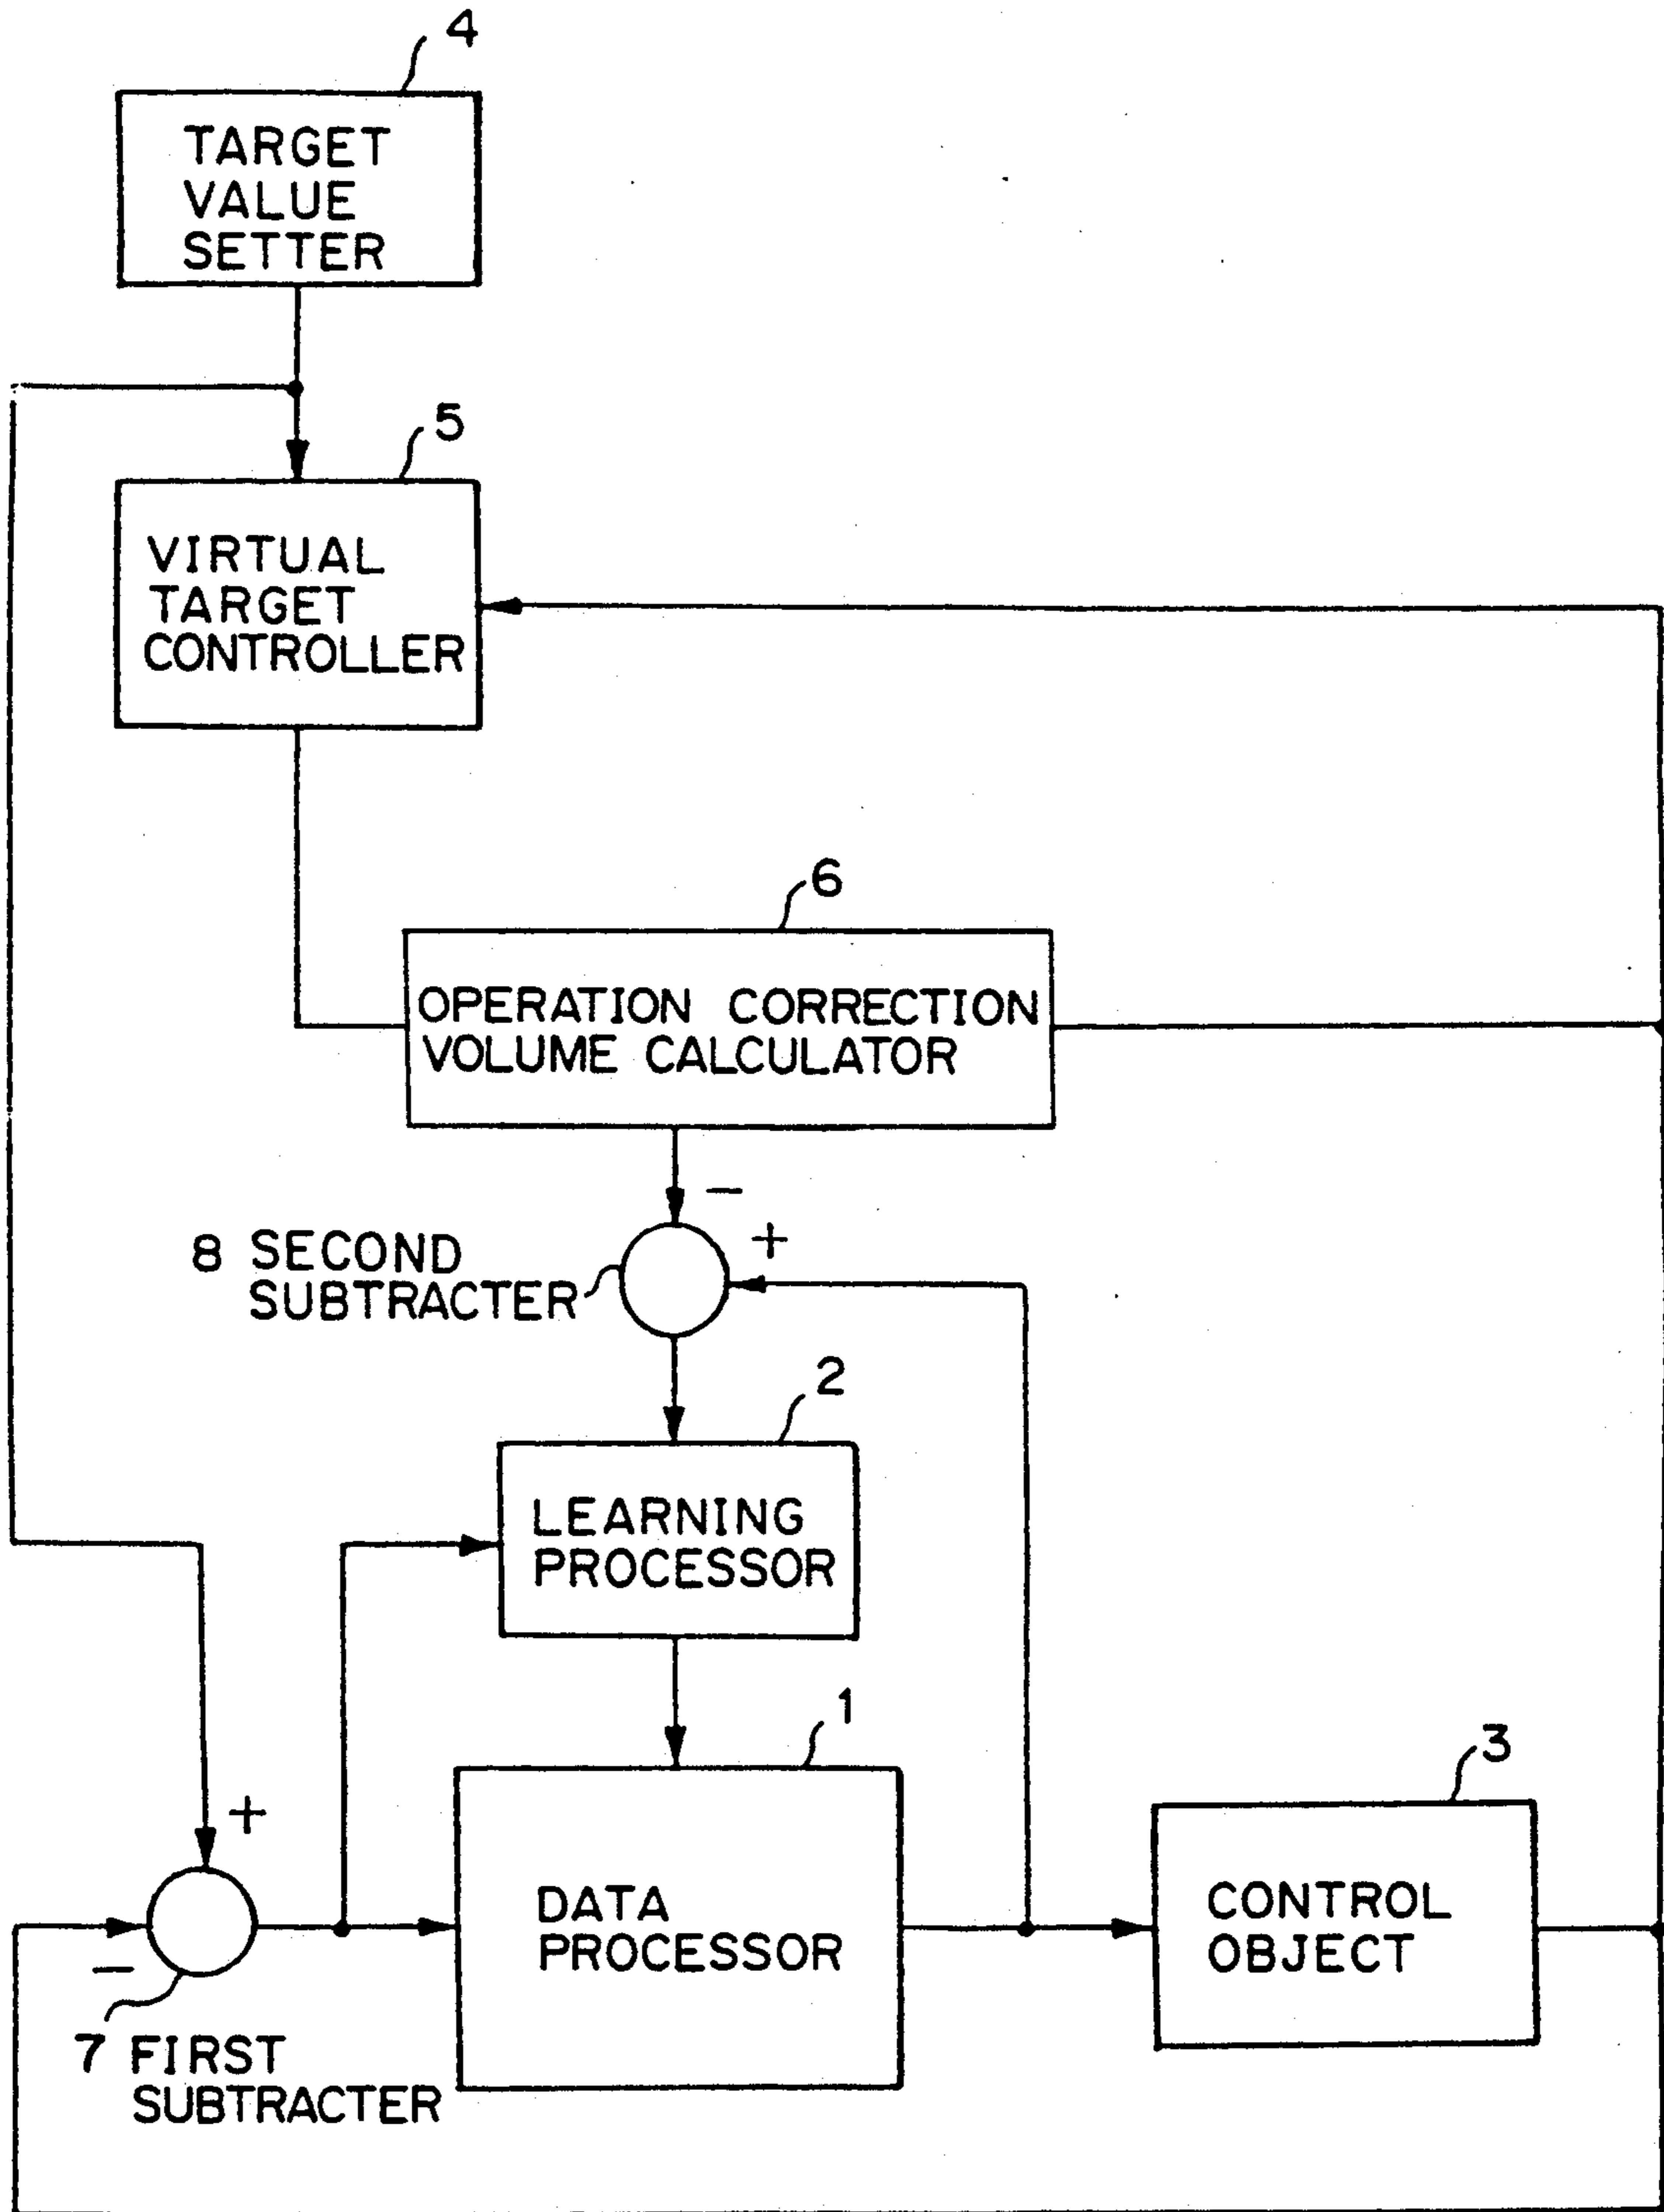 4
TARGET
VALUE
SETTER
5
VIRTUAL
TARGET
CONTROLLER
6
OPERATION CORRECTION
VOLUME CALCULATOR
−
+
8 SECOND
SUBTRACTER
2
LEARNING
PROCESSOR
1
3
+
DATA
PROCESSOR
CONTROL
OBJECT
−
7 FIRST
SUBTRACTER